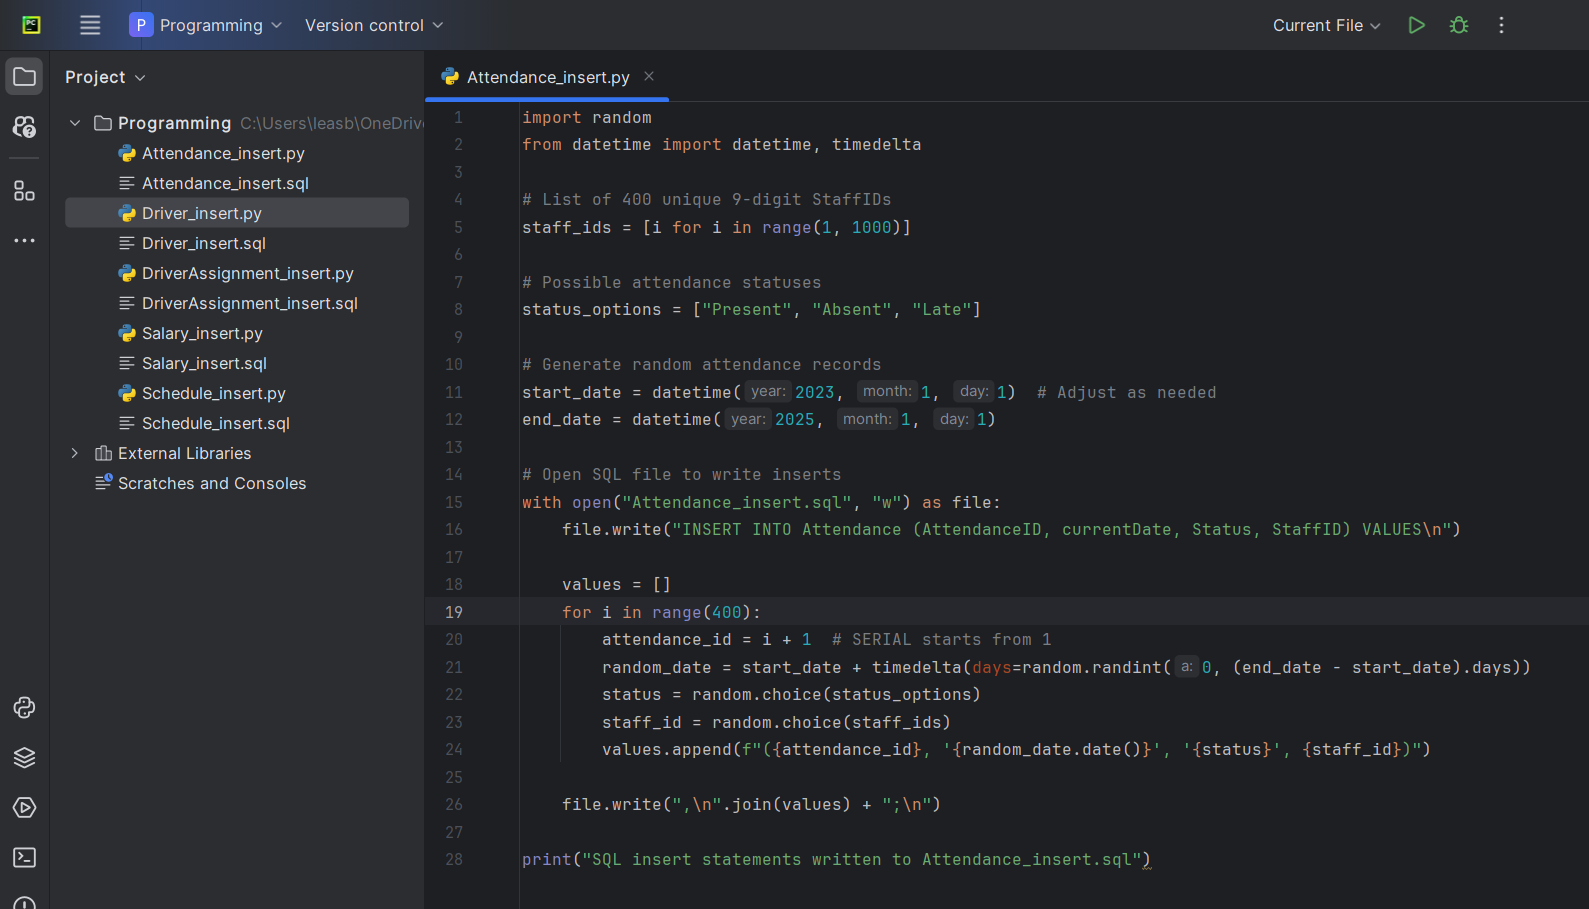 PC
P Programming
Version control
Current File
Project
Attendance_insert.py
Programming C:\Users\leasb\OneDriv
Attendance_insert.py
Attendance_insert.sql
Driver_insert.py
Driver_insert.sql
DriverAssignment_insert.py
DriverAssignment_insert.sql
Salary_insert.py
Salary_insert.sql
Schedule_insert.py
Schedule_insert.sql
External Libraries
Scratches and Consoles
1 import random
2 from datetime import datetime, timedelta
3
4 # List of 400 unique 9-digit StaffIDs
5 staff_ids = [i for i in range(1, 1000)]
6
7 # Possible attendance statuses
8 status_options = ["Present", "Absent", "Late"]
9
10 # Generate random attendance records
11 start_date = datetime( year: 2023, month: 1, day: 1) # Adjust as needed
12 end_date = datetime( year: 2025, month: 1, day: 1)
13
14 # Open SQL file to write inserts
15 with open("Attendance_insert.sql", "w") as file:
16     file.write("INSERT INTO Attendance (AttendanceID, currentDate, Status, StaffID) VALUES\n")
17
18     values = []
19     for i in range(400):
20         attendance_id = i + 1 # SERIAL starts from 1
21         random_date = start_date + timedelta(days=random.randint( a: 0, (end_date - start_date).days))
22         status = random.choice(status_options)
23         staff_id = random.choice(staff_ids)
24         values.append(f"({attendance_id}, '{random_date.date()}', '{status}', {staff_id})")
25
26     file.write(",\n".join(values) + ";\n")
27
28 print("SQL insert statements written to Attendance_insert.sql")